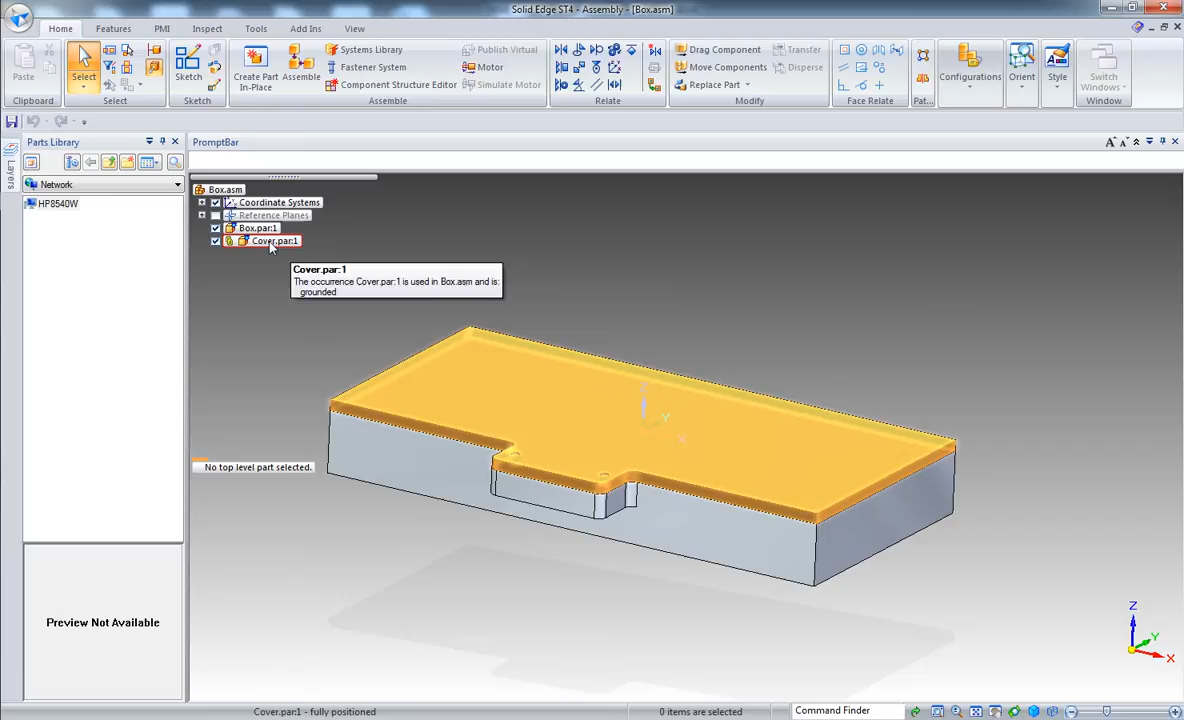 Solid Edge ST4 - Assembly - [Box.asm]
Home Features PMI Inspect Tools Add Ins View
Paste
Clipboard
Select
Select
Sketch
Sketch
Create Part In-Place
Assembly
Systems Library
Fastener System
Component Structure Editor
Assemble
Publish Virtual
Motor
Simulate Motor
Relate
Drag Component
Move Components
Replace Part
Transfer
Disperse
Modify
Face Relate
Pat...
Configurations
Orient
Style
Switch Windows
Window
Layers
Parts Library
PromptBar
Network
HP8540W
Box.asm
Coordinate Systems
Reference Planes
Box.par:1
Cover.par:1
Cover.par:1
The occurrence Cover.par:1 is used in Box.asm and is:
grounded
No top level part selected.
Z
Y
X
Preview Not Available
Z
Y
X
Cover.par:1 - fully positioned
0 items are selected
Command Finder